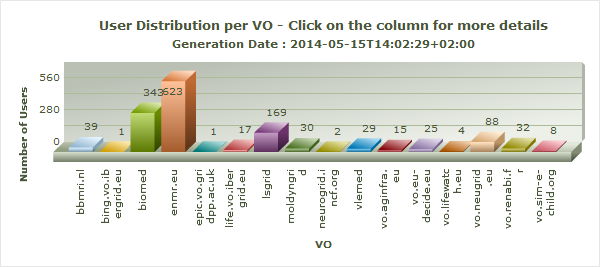 User Distribution per VO - Click on the column for more details
Generation Date : 2014-05-15T14:02:29+02:00
Number of Users
560
280
0
39
1
343
623
1
17
169
30
2
29
15
25
4
88
32
8
bbmri.nl
bing.vo.ib
ergrid.eu
biomed
enmr.eu
epic.vo.gri
dpp.ac.uk
life.vo.iber
grid.eu
lsgrid
moldyngri
d
neurogrid.i
ncf.org
vlemed
vo.aginfra.
eu
vo.eu-
decide.eu
vo.lifewatc
h.eu
vo.neugrid
.eu
vo.renabi.f
r
vo.sim-e-
child.org
VO